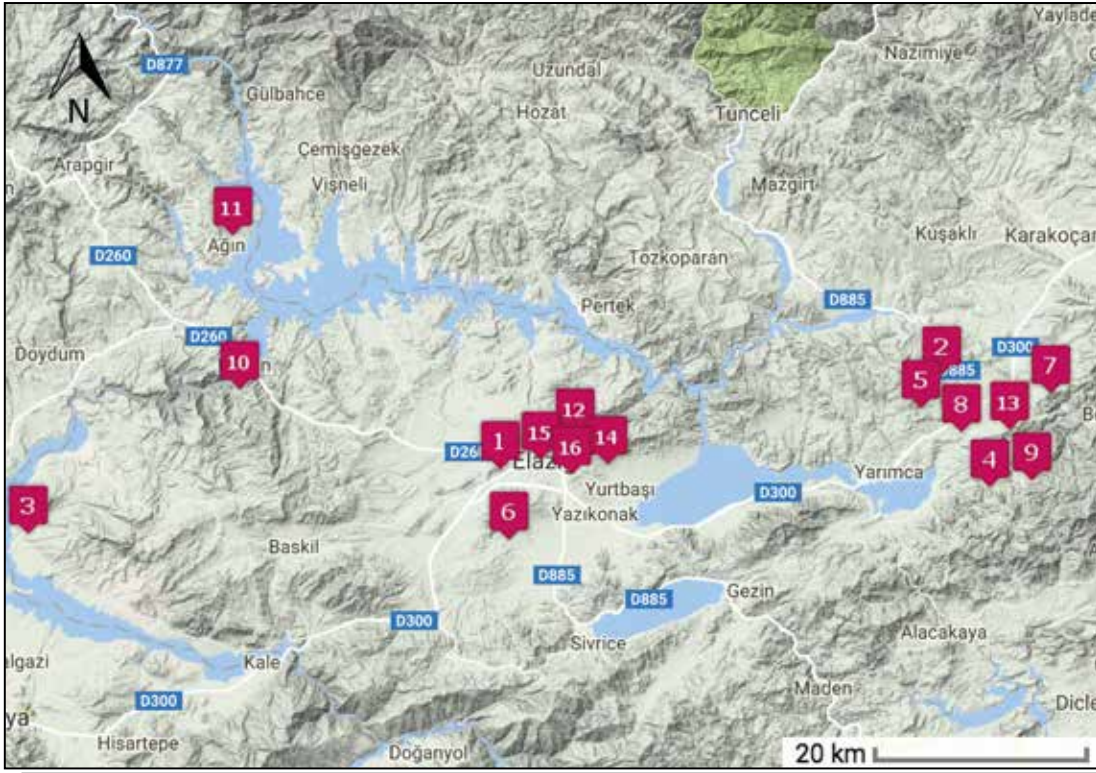 Yaylade
D877
Nazimiye
Uzundal
Gülbahçe
Hozat
Tunceli
N
Çemişgezek
Arapgir
Vişneli
Mazgirt
11
Ağın
Kuşaklı
Karakoçan
D260
Tozkoparan
D885
Pertek
D260
Doydum
2
D300
10
D885
7
5
12
8
13
1
15
14
16
D260
Elazı
4
9
Yarımca
3
Yurtbaşı
D300
6
Yazıkonak
Baskil
D885
Gezin
D885
D300
Sivrice
Alacakaya
algazi
Kale
Maden
D300
Dicle
ya
Hisartepe
Doğanyol
20 km